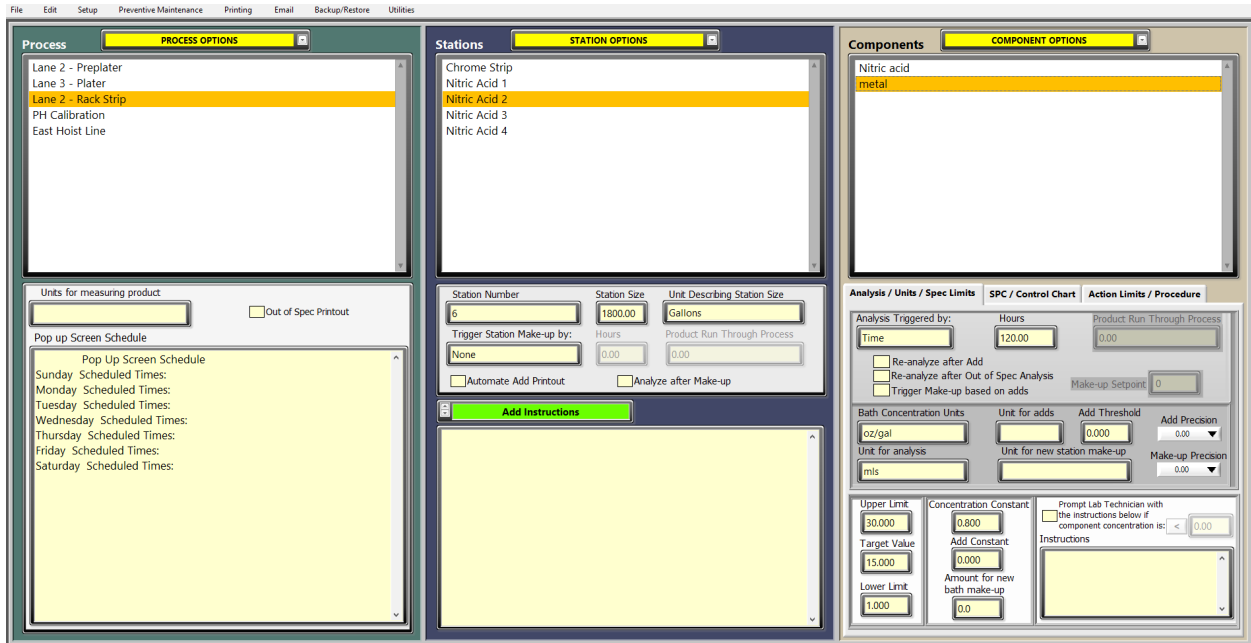 File Edit Setup Preventive Maintenance Printing Email Backup/Restore Utilities
Process
PROCESS OPTIONS
Lane 2 - Preplater
Lane 3 - Plater
Lane 2 - Rack Strip
PH Calibration
East Hoist Line
Units for measuring product
Out of Spec Printout
Pop up Screen Schedule
Pop Up Screen Schedule
Sunday Scheduled Times:
Monday Scheduled Times:
Tuesday Scheduled Times:
Wednesday Scheduled Times:
Thursday Scheduled Times:
Friday Scheduled Times:
Saturday Scheduled Times:
Stations
STATION OPTIONS
Chrome Strip
Nitric Acid 1
Nitric Acid 2
Nitric Acid 3
Nitric Acid 4
Station Number Station Size Unit Describing Station Size
6 1800.00 Gallons
Trigger Station Make-up by: Hours Product Run Through Process
None 0.00 0.00
Automate Add Printout Analyze after Make-up
Add Instructions
Components
COMPONENT OPTIONS
Nitric acid
metal
Analysis / Units / Spec Limits SPC / Control Chart Action Limits / Procedure
Analysis Triggered by: Hours Product Run Through Process
Time 120.00 0.00
Re-analyze after Add
Re-analyze after Out of Spec Analysis
Trigger Make-up based on adds
Make-up Setpoint 0
Bath Concentration Units Unit for adds Add Threshold Add Precision
oz/gal 0.000 0.00
Unit for analysis Unit for new station make-up Make-up Precision
mls 0.00
Upper Limit
30.000
Target Value
15.000
Lower Limit
1.000
Concentration Constant
0.800
Add Constant
0.000
Amount for new
bath make-up
0.0
Prompt Lab Technician with
the instructions below if
component concentration is: < 0.00
Instructions